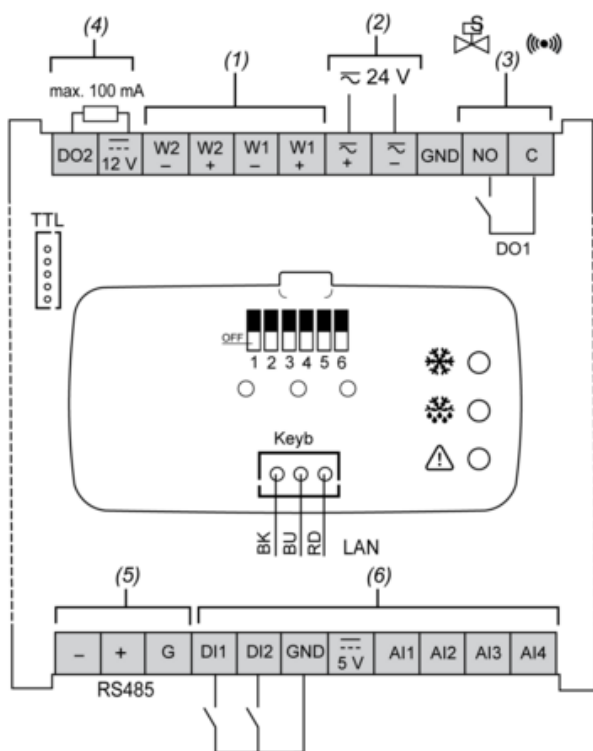 (4) (1) (2) (3)
S
max. 100 mA
24 V
DO2 12 V W2 – W2 + W1 – W1 + + – GND NO C
DO1
TTL
OFF
1 2 3 4 5 6
Keyb
BK BU RD LAN
(5) (6)
– + G DI1 DI2 GND 5 V AI1 AI2 AI3 AI4
RS485